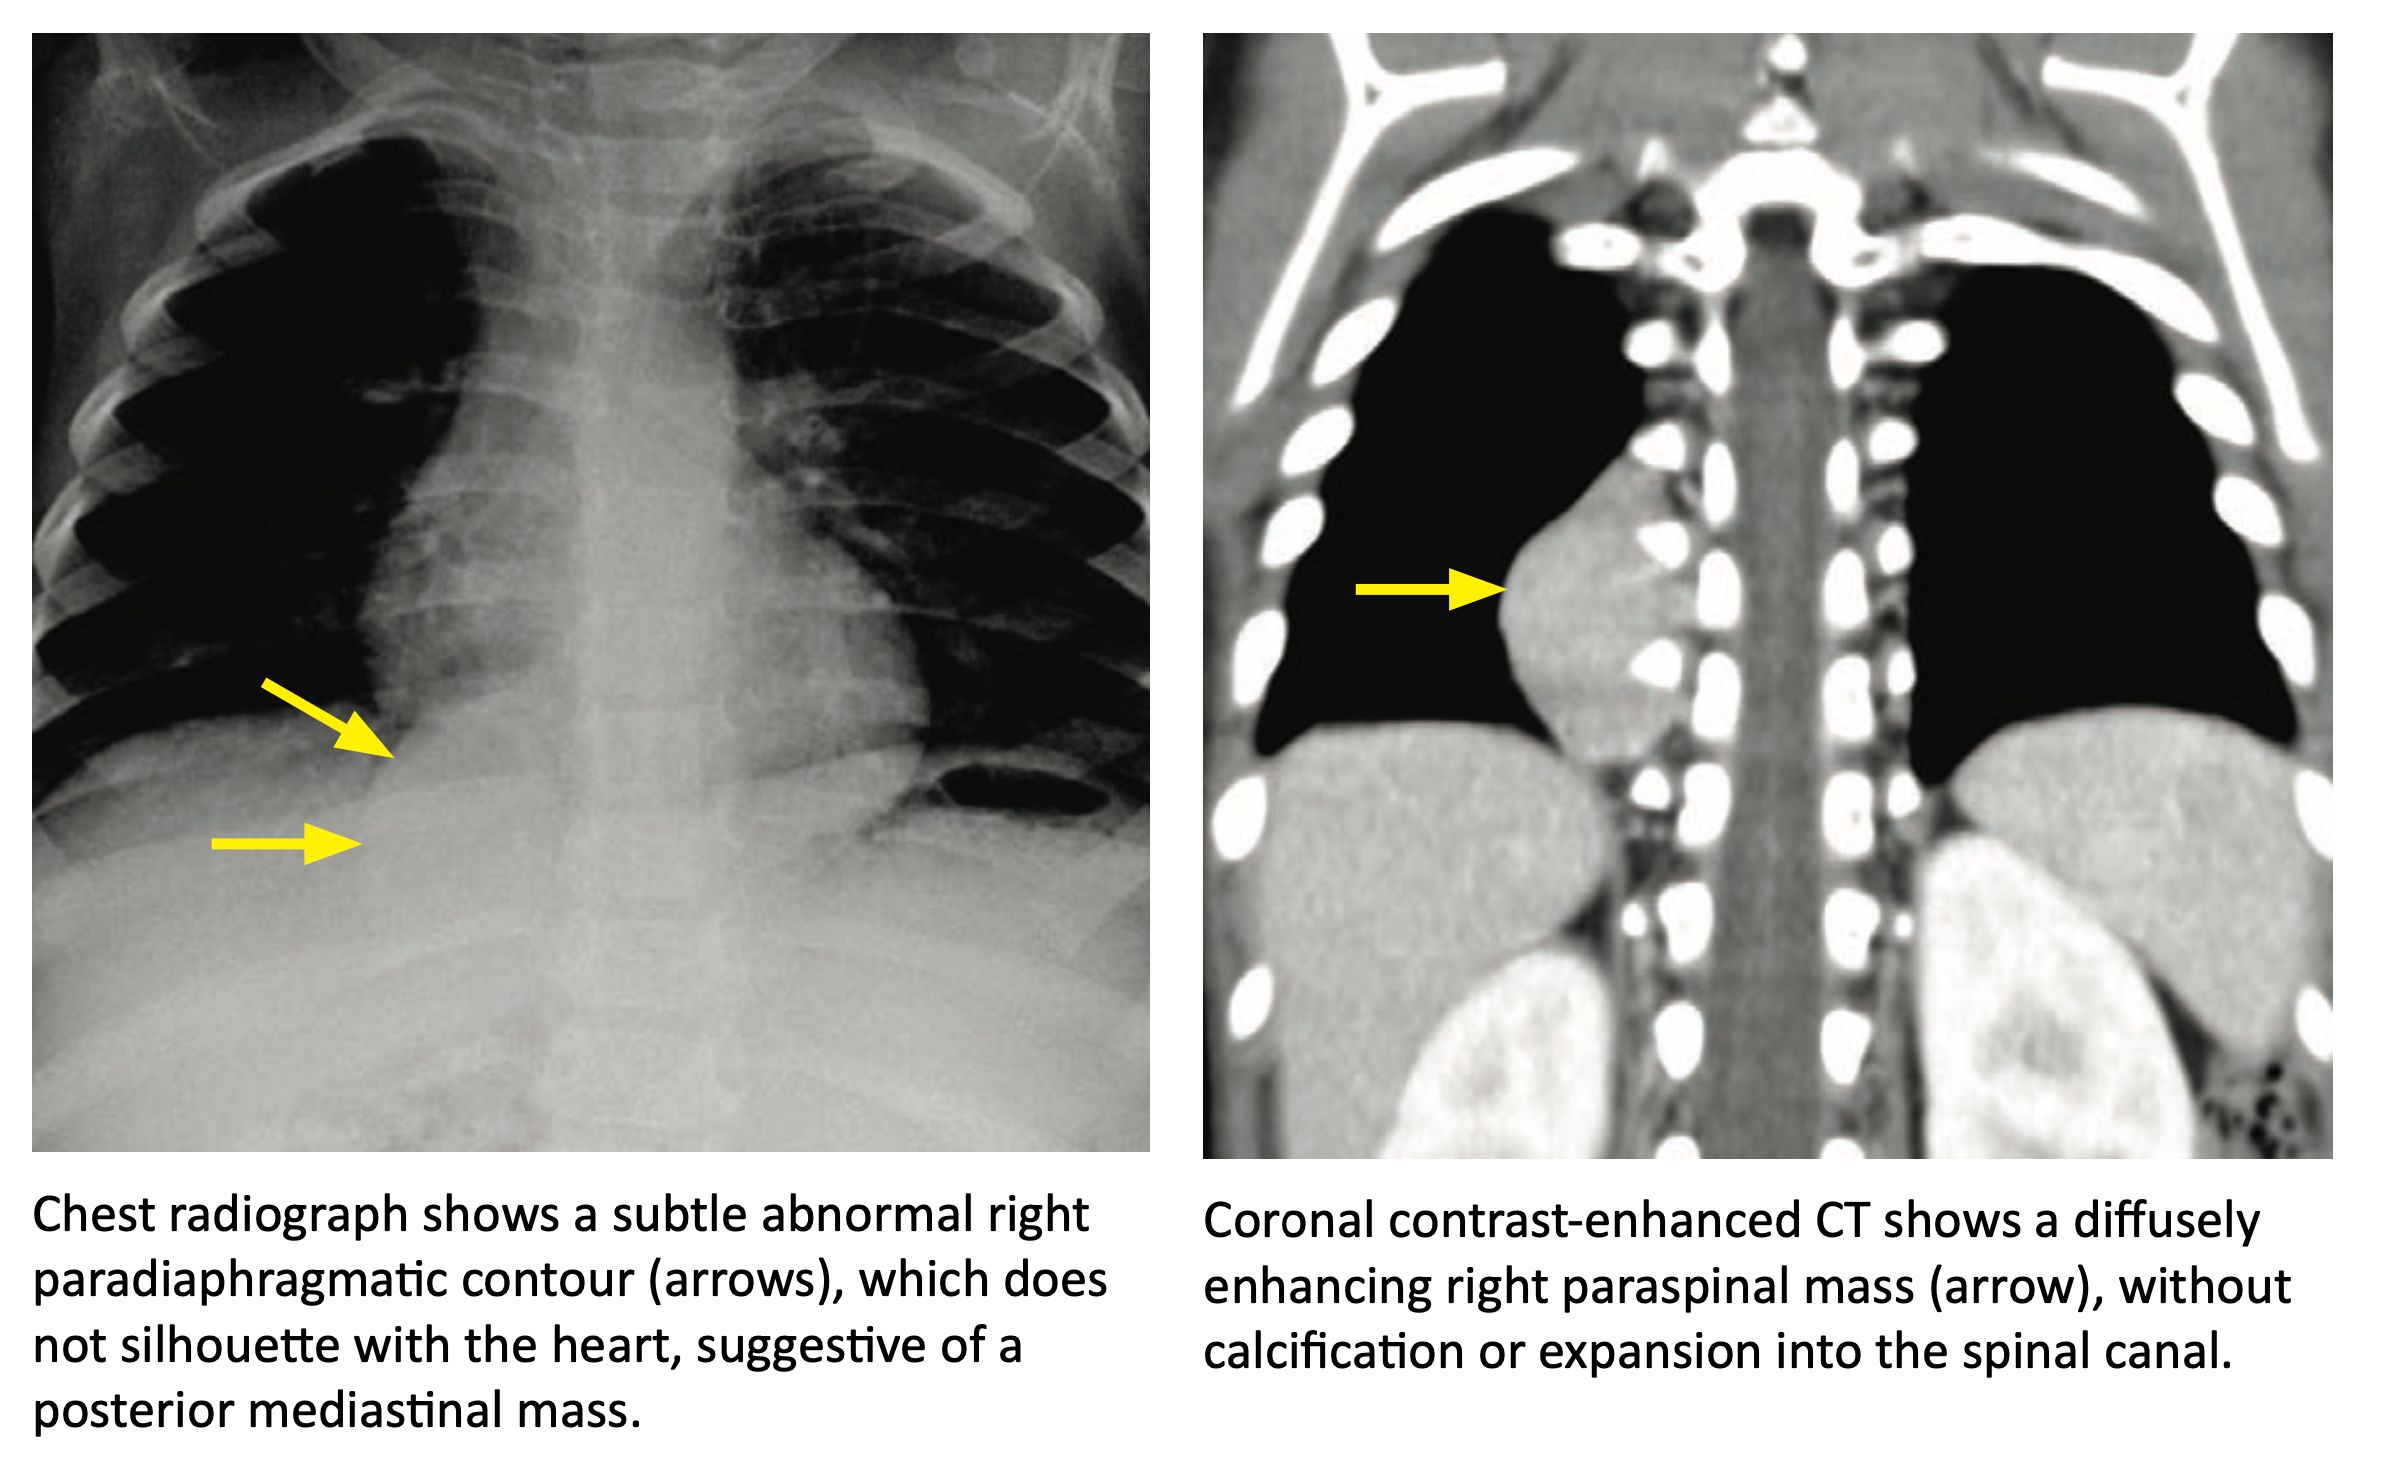 Chest radiograph shows a subtle abnormal right
paradiaphragmatic contour (arrows), which does
not silhouette with the heart, suggestive of a
posterior mediastinal mass.
Coronal contrast-enhanced CT shows a diffusely
enhancing right paraspinal mass (arrow), without
calcification or expansion into the spinal canal.